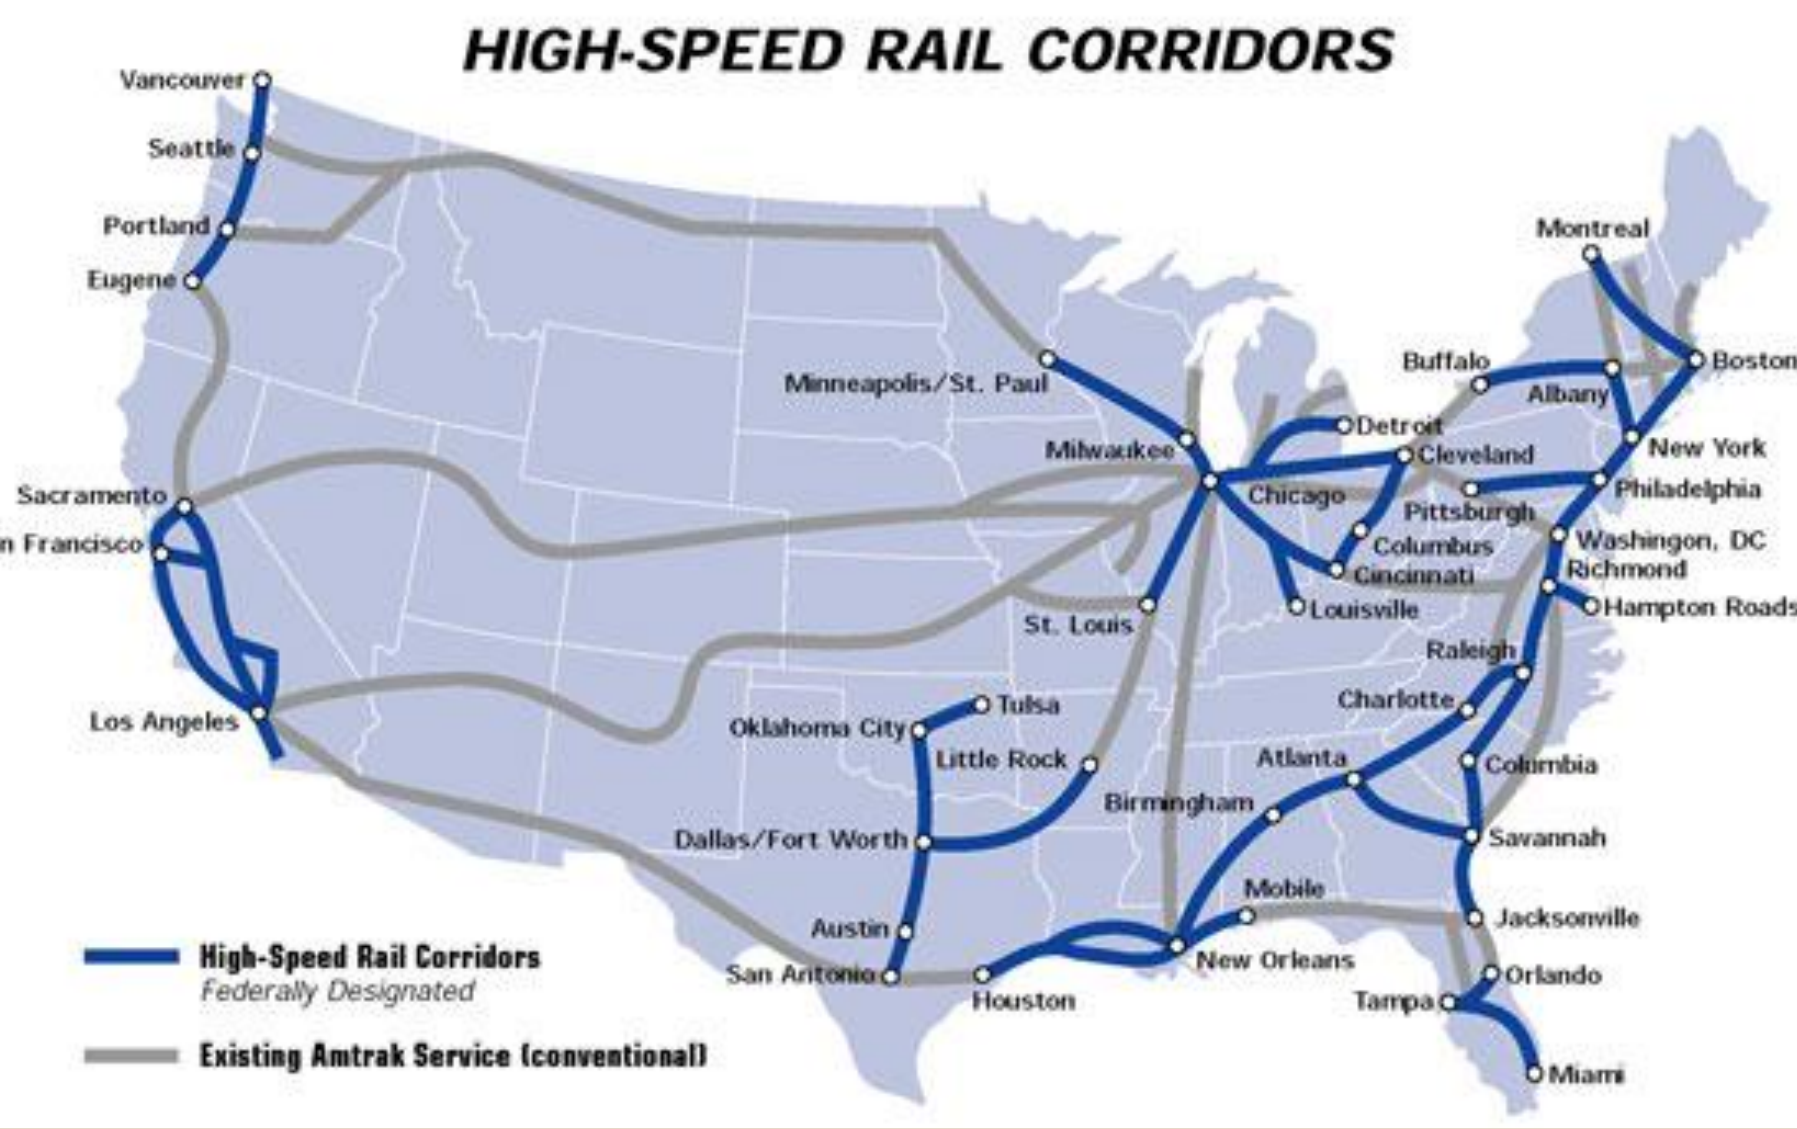 HIGH-SPEED RAIL CORRIDORS
Vancouver
Seattle
Portland
Eugene
Montreal
Minneapolis/St. Paul
Buffalo
Boston
Albany
Detroit
Milwaukee
Cleveland
New York
Sacramento
Chicago
Philadelphia
Pittsburgh
n Francisco
Columbus
Washingon, DC
Cincinnati
Richmond
Louisville
Hampton Roads
St. Louis
Raleigh
Charlotte
Los Angeles
Tulsa
Oklahoma City
Little Rock
Atlanta
Columbia
Birmingham
Dallas/Fort Worth
Savannah
Mobile
Austin
Jacksonville
New Orleans
San Antonio
Houston
Orlando
Tampa
Miami
High-Speed Rail Corridors
Federally Designated
Existing Amtrak Service (conventional)